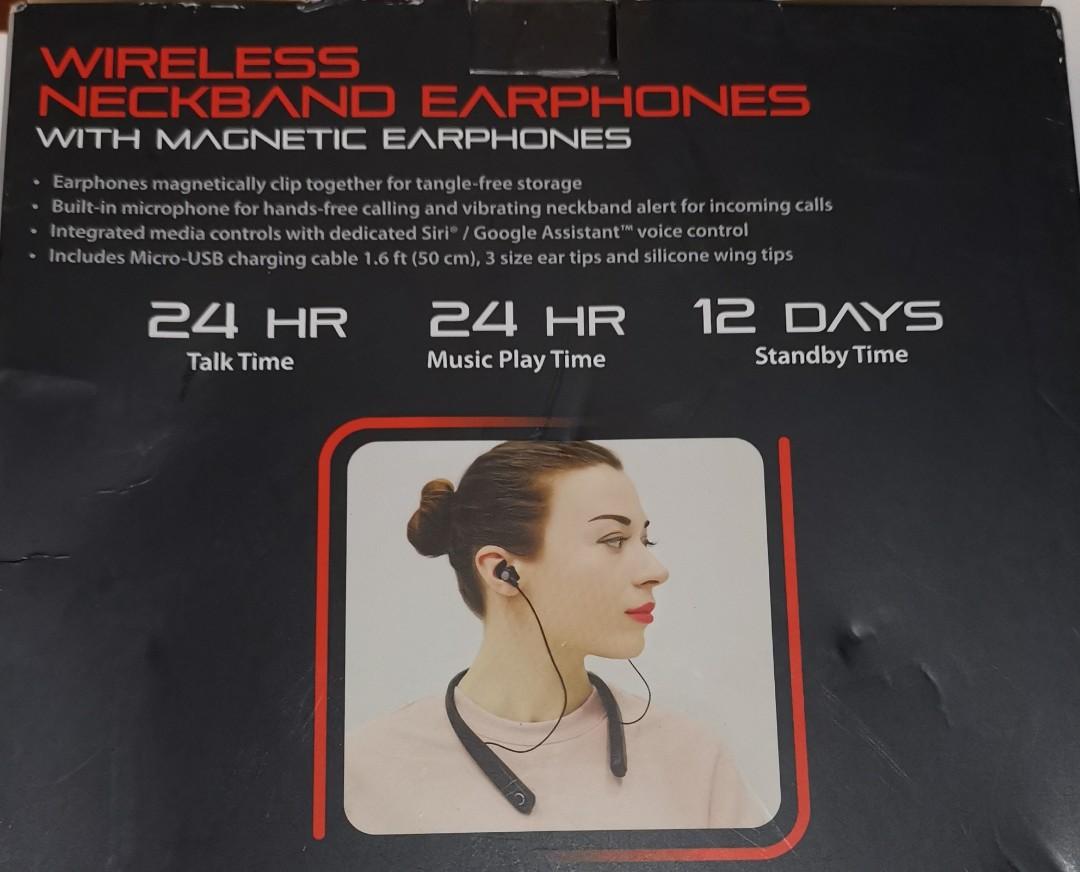 WIRELESS
NECKBAND EARPHONES
WITH MAGNETIC EARPHONES
• Earphones magnetically clip together for tangle-free storage
• Built-in microphone for hands-free calling and vibrating neckband alert for incoming calls
• Integrated media controls with dedicated Siri® / Google Assistant™ voice control
• Includes Micro-USB charging cable 1.6 ft (50 cm), 3 size ear tips and silicone wing tips
24 HR 24 HR 12 DAYS
Talk Time Music Play Time Standby Time